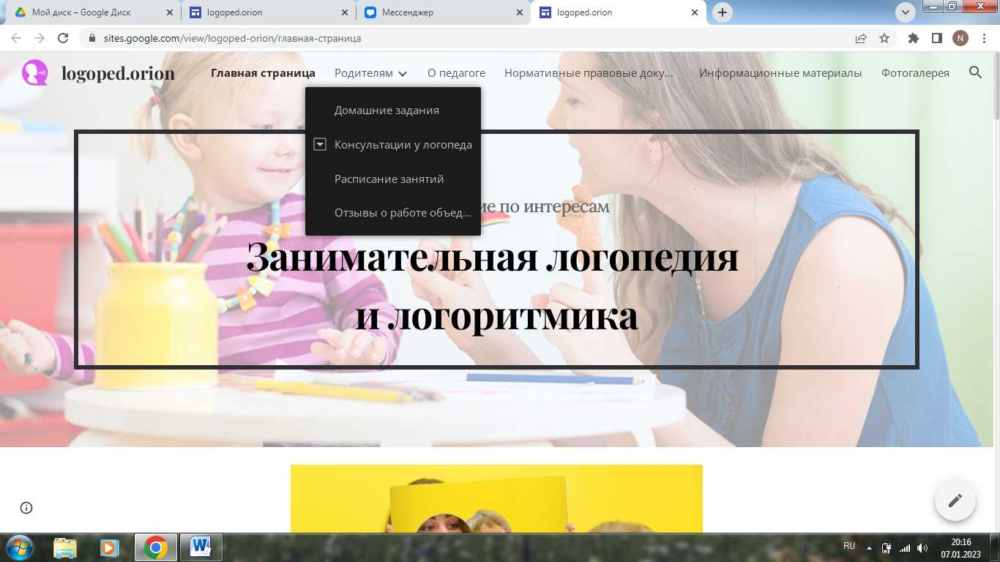 Мой диск – Google Диск
logoped.orion
Мессенджер
logoped.orion
sites.google.com/view/logoped-orion/главная-страница
N
logoped.orion
Главная страница
Родителям
О педагоге
Нормативные правовые доку...
Информационные материалы
Фотогалерея
Домашние задания
Консультации у логопеда
Расписание занятий
Отзывы о работе объед...
по интересам
Занимательная логопедия
и логоритмика
RU
20:16
07.01.2023